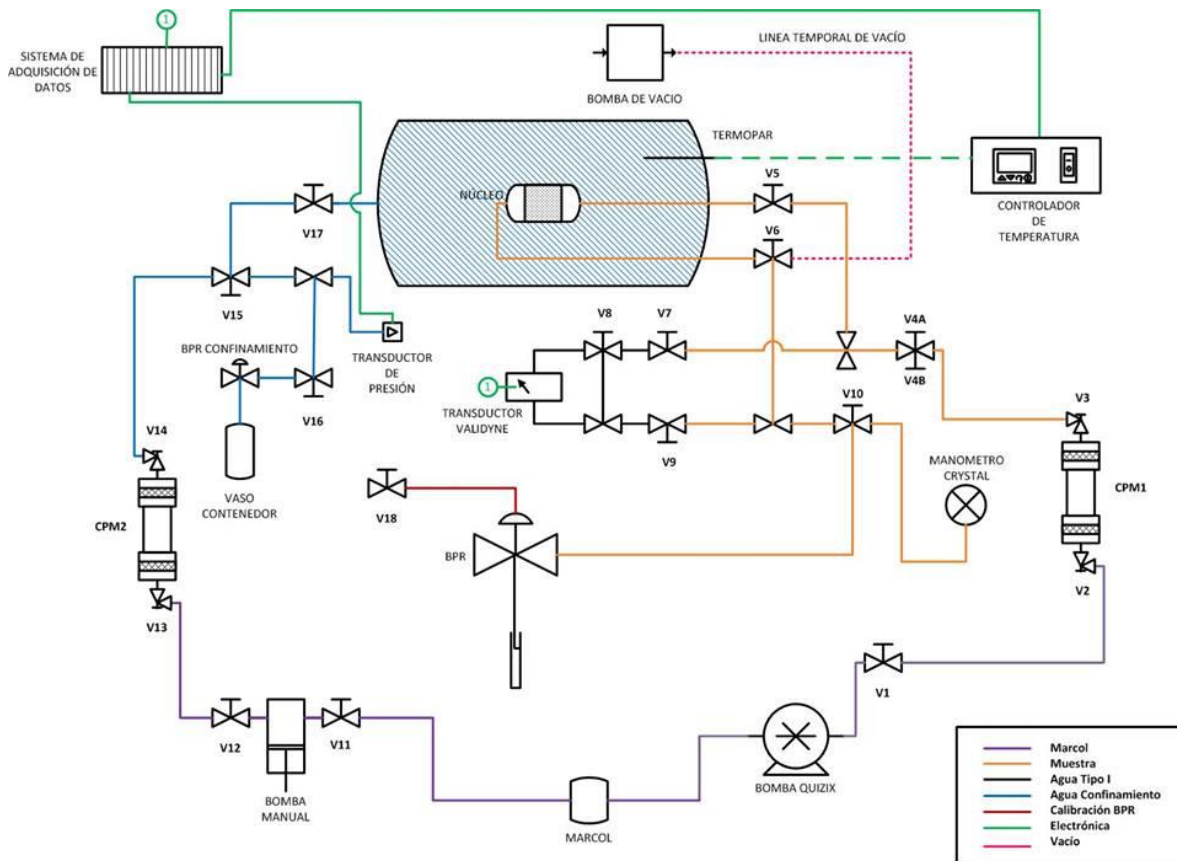 1
SISTEMA DE
ADQUISICIÓN DE
DATOS
LINEA TEMPORAL DE VACÍO
BOMBA DE VACIO
TERMOPAR
CONTROLADOR
DE
TEMPERATURA
NÚCLEO
V5
V17
V6
V15
BPR CONFINAMIENTO
TRANSDUCTOR
DE
PRESIÓN
V8
V7
V4A
V4B
1
TRANSDUCTOR
VALIDYNE
V16
V10
V3
V14
V9
VASO
CONTENEDOR
MANOMETRO
CRYSTAL
CPM1
CPM2
V18
BPR
V2
V13
V1
V12
V11
BOMBA
MANUAL
MARCOL
BOMBA QUIZIX
Marcol
Muestra
Agua Tipo I
Agua Confinamiento
Calibración BPR
Electrónica
Vacío